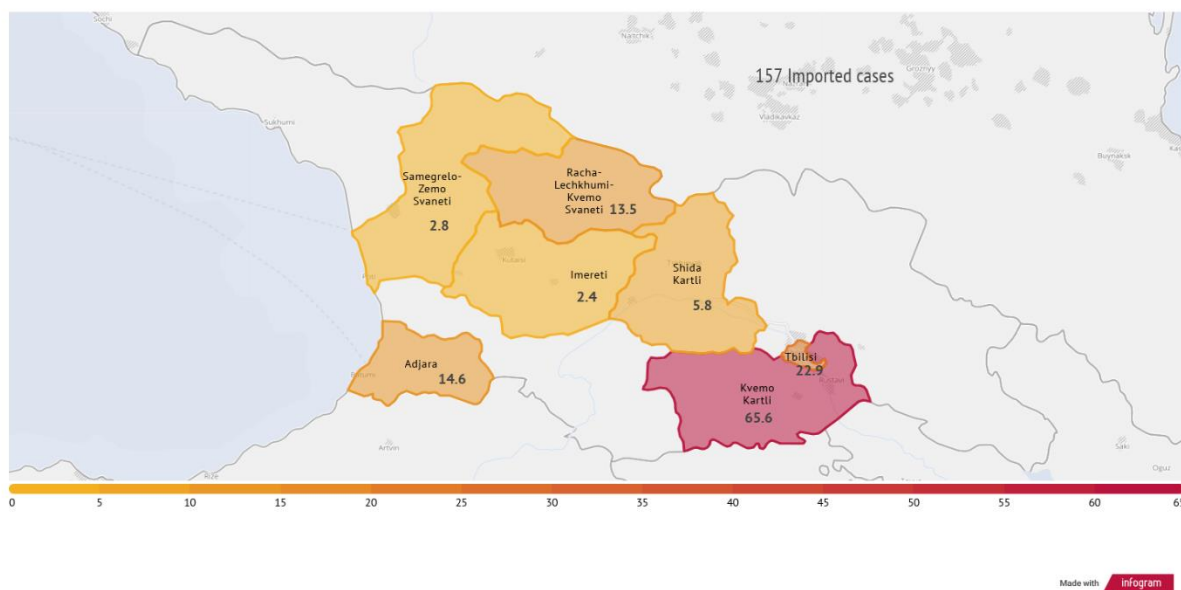 Sochi
Nalchik
157 Imported cases
Groznyy
Vladikavkaz
Sukhumi
Buynaksk
Samegrelo-
Zemo
Svaneti
2.8
Racha-
Lechkhumi-
Kvemo
Svaneti 13.5
Kutaisi
Imereti
2.4
Shida
Kartli
5.8
Adjara
14.6
Batumi
Tbilisi
22.9
Rustavi
Kvemo
Kartli
65.6
Artvin
Rize
Saki
Oguz
0 5 10 15 20 25 30 35 40 45 50 55 60
Made with infogram